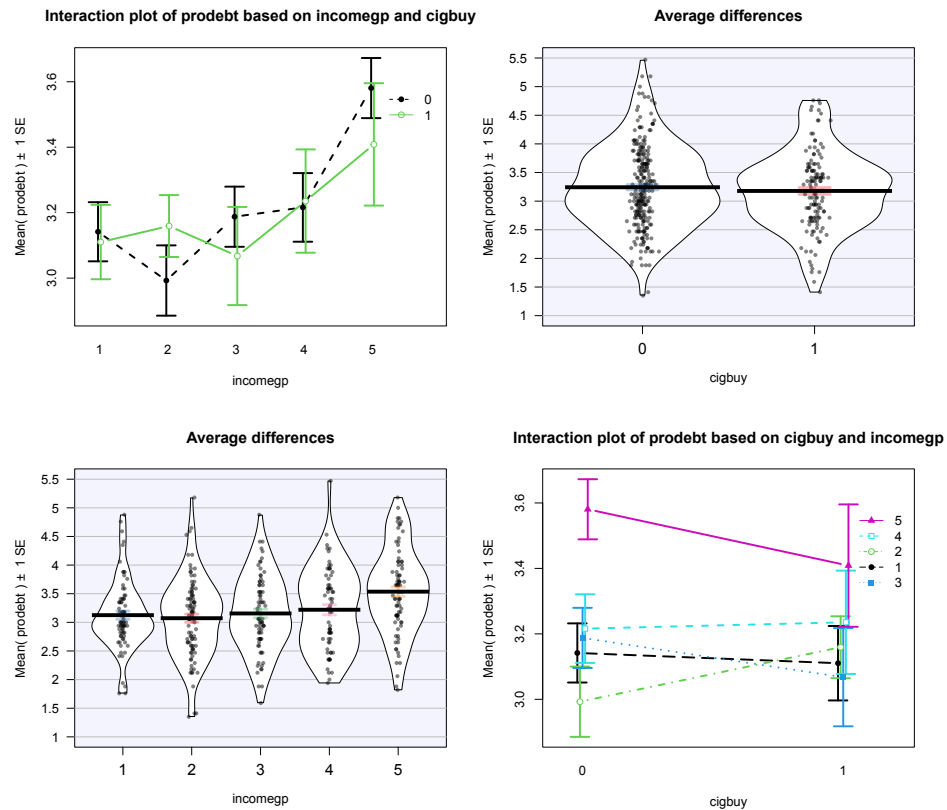 Interaction plot of prodebt based on incomegp and cigbuy
Mean( prodebt ) ± 1 SE
3.6
3.4
3.2
3.0
0
1
1 2 3 4 5
incomegp
Average differences
Mean( prodebt ) ± 1 SE
5.5
5
4.5
4
3.5
3
2.5
2
1.5
1
0 1
cigbuy
Average differences
Mean( prodebt ) ± 1 SE
5.5
5
4.5
4
3.5
3
2.5
2
1.5
1
1 2 3 4 5
incomegp
Interaction plot of prodebt based on cigbuy and incomegp
Mean( prodebt ) ± 1 SE
3.6
3.4
3.2
3.0
5
4
2
1
3
0 1
cigbuy